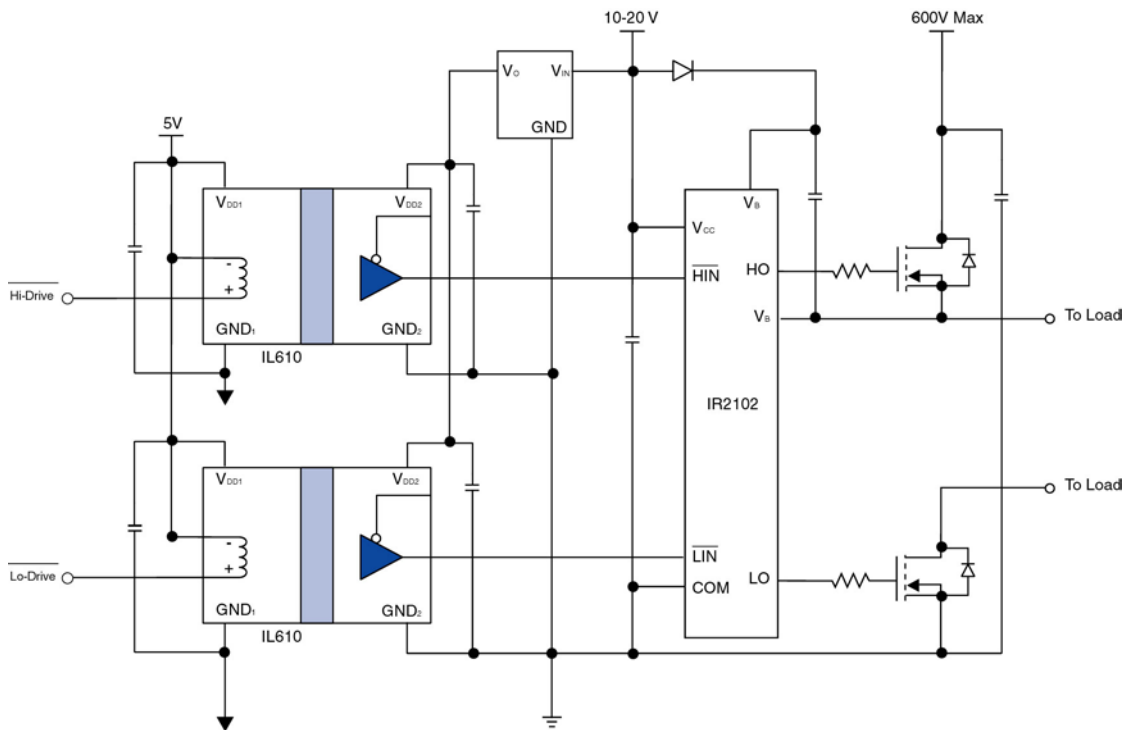 10-20 V
600V Max
Vo
VIN
GND
5V
VDD1
VDD2
VB
VCC
-
+
HIN
HO
Hi-Drive
GND1
GND2
VB
To Load
IL610
IR2102
VDD1
VDD2
To Load
-
+
LIN
LO
Lo-Drive
COM
GND1
GND2
IL610